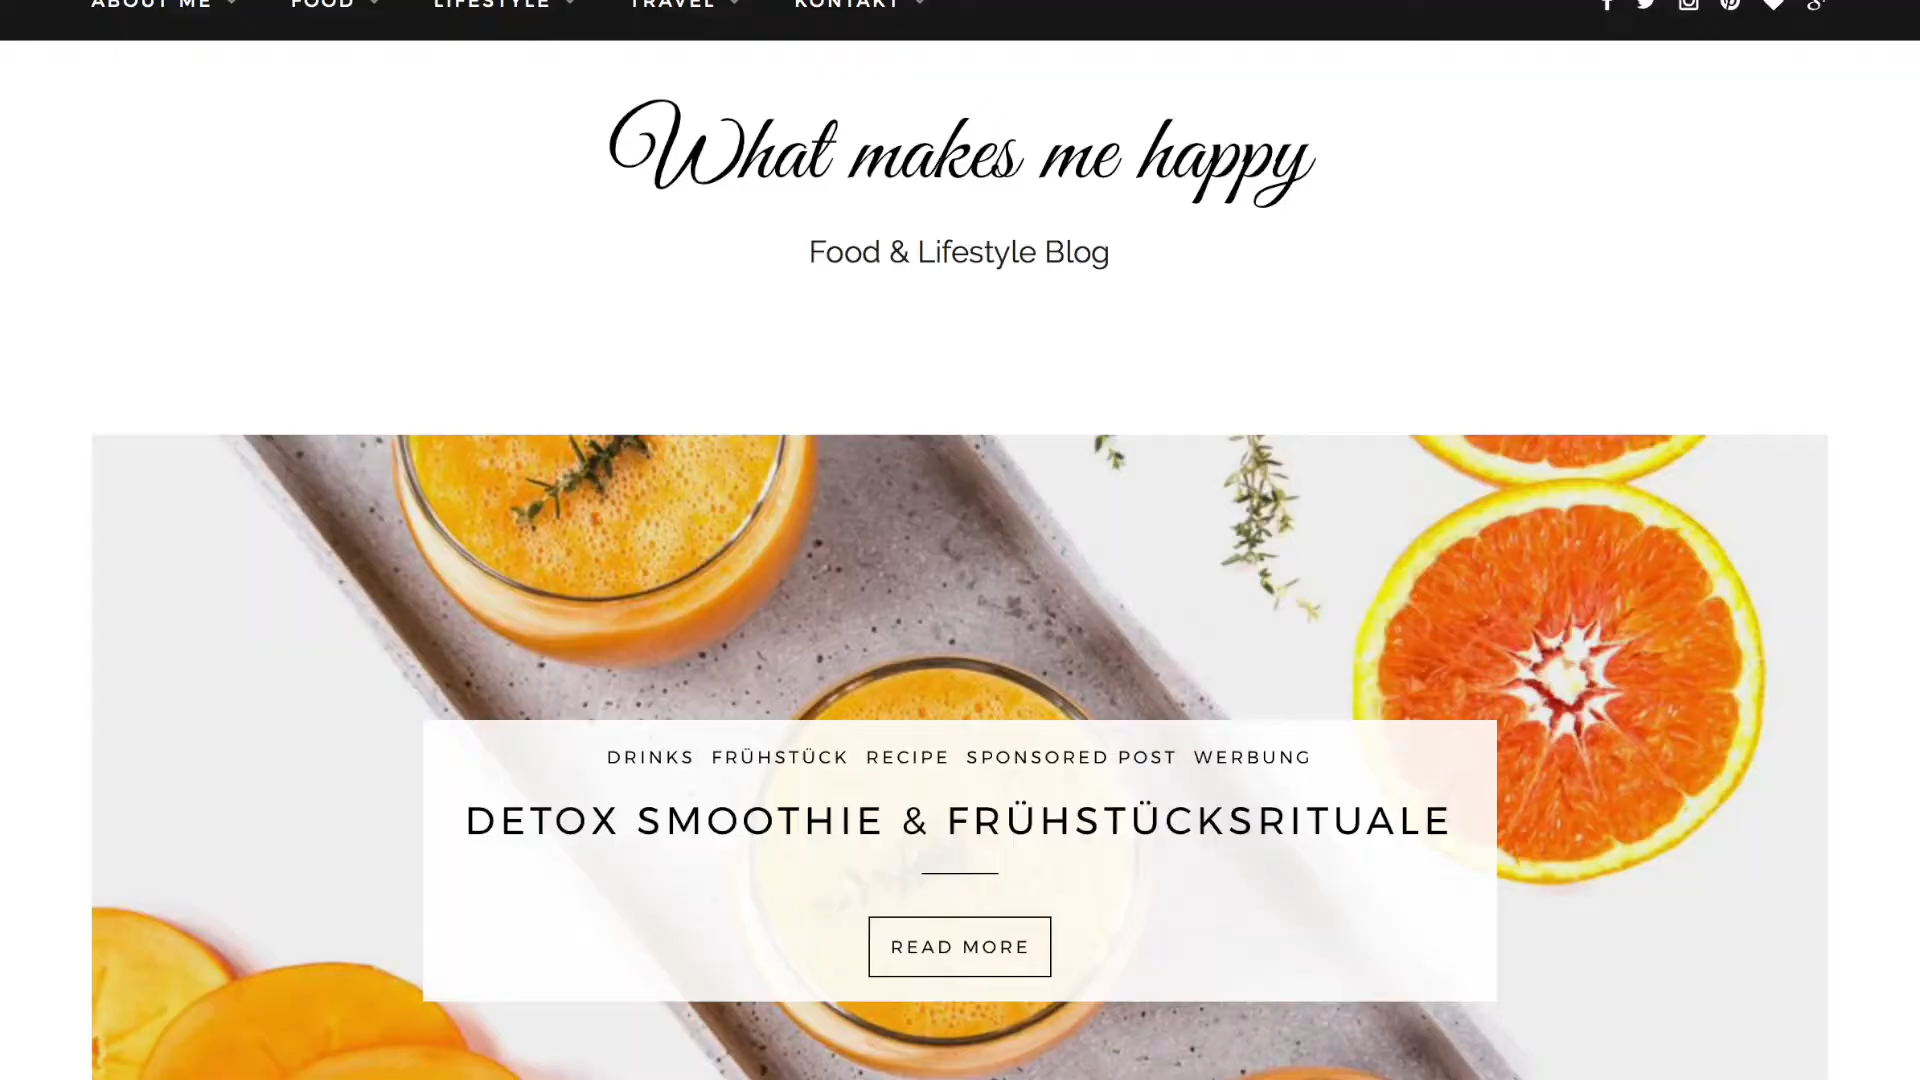 ABOUT ME FOOD LIFESTYLE TRAVEL KONTAKT
What makes me happy
Food & Lifestyle Blog
DRINKS FRÜHSTÜCK RECIPE SPONSORED POST WERBUNG
DETOX SMOOTHIE & FRÜHSTÜCKSRITUALE
READ MORE